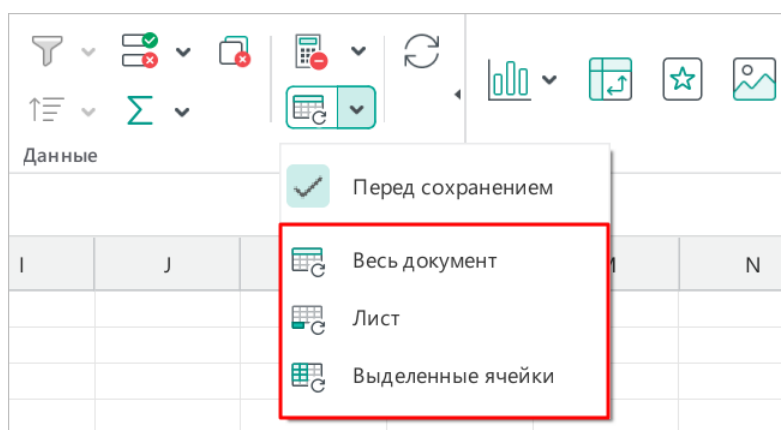 Данные
Перед сохранением
I
J
N
Весь документ
Лист
Выделенные ячейки